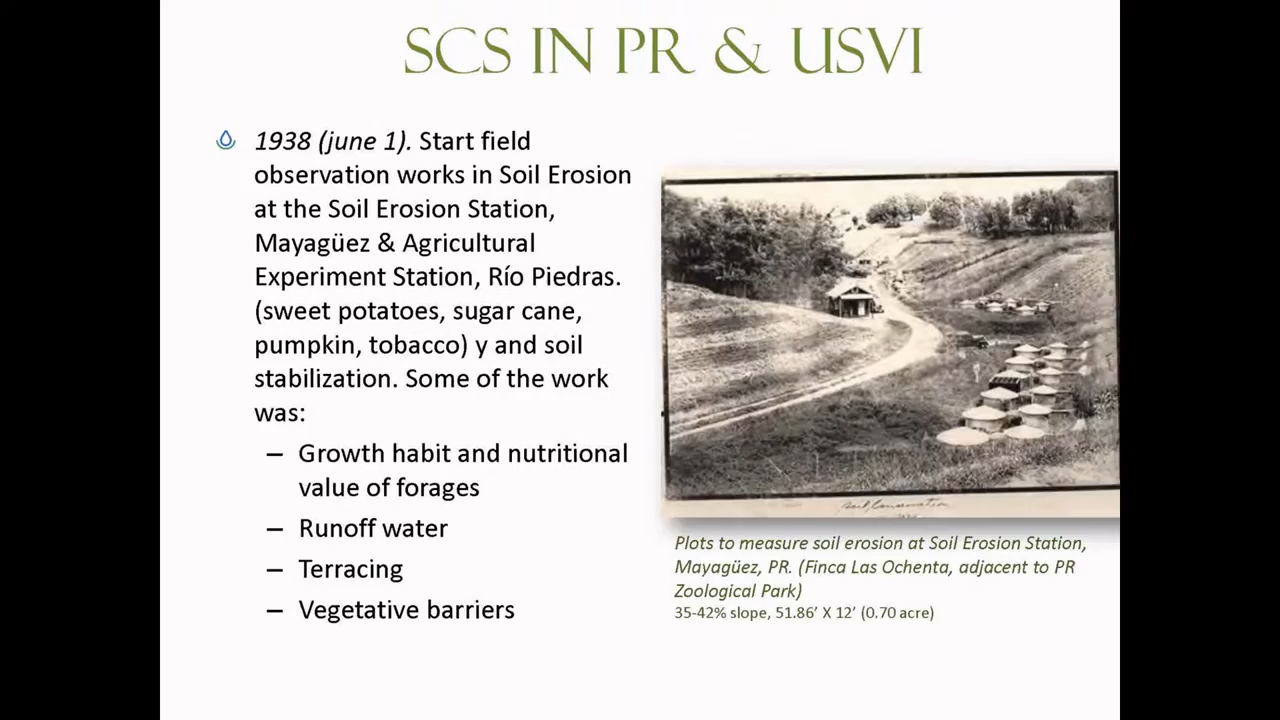 SCS IN PR & USVI
1938 (june 1). Start field
observation works in Soil Erosion
at the Soil Erosion Station,
Mayagüez & Agricultural
Experiment Station, Río Piedras.
(sweet potatoes, sugar cane,
pumpkin, tobacco) y and soil
stabilization. Some of the work
was:
– Growth habit and nutritional
value of forages
– Runoff water
– Terracing
– Vegetative barriers
Soil Conservation
Plots to measure soil erosion at Soil Erosion Station,
Mayagüez, PR. (Finca Las Ochenta, adjacent to PR
Zoological Park)
35-42% slope, 51.86’ X 12’ (0.70 acre)